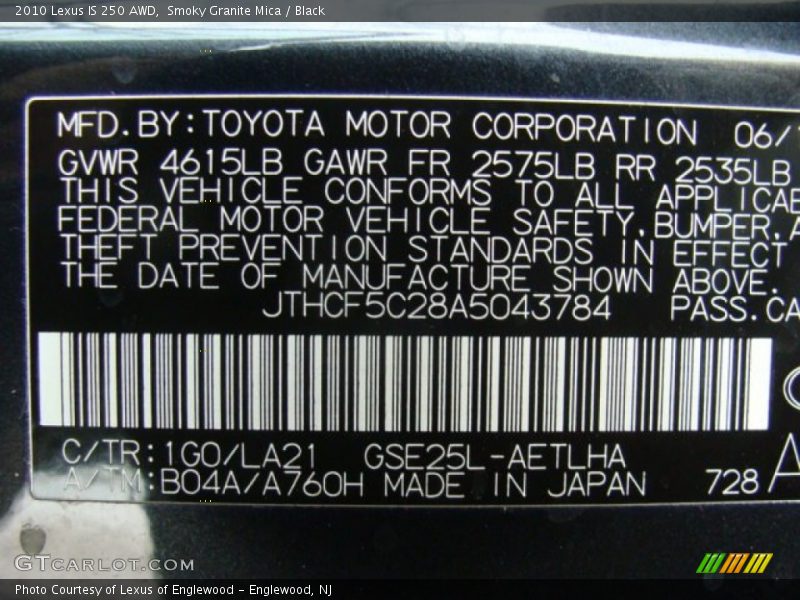 2010 Lexus IS 250 AWD,  Smoky Granite Mica / Black
MFD.BY:TOYOTA MOTOR CORPORATION 06/
GVWR 4615LB GAWR FR 2575LB RR 2535LB
THIS VEHICLE CONFORMS TO ALL APPLICAB
FEDERAL MOTOR VEHICLE SAFETY,BUMPER,A
THEFT PREVENTION STANDARDS IN EFFECT
THE DATE OF MANUFACTURE SHOWN ABOVE.
JTHCF5C28A5043784 PASS.CA
C/TR:1G0/LA21 GSE25L-AETLHA
A/TM:B04A/A760H MADE IN JAPAN 728 A
GTCARLOT.COM
Photo Courtesy of Lexus of Englewood - Englewood, NJ